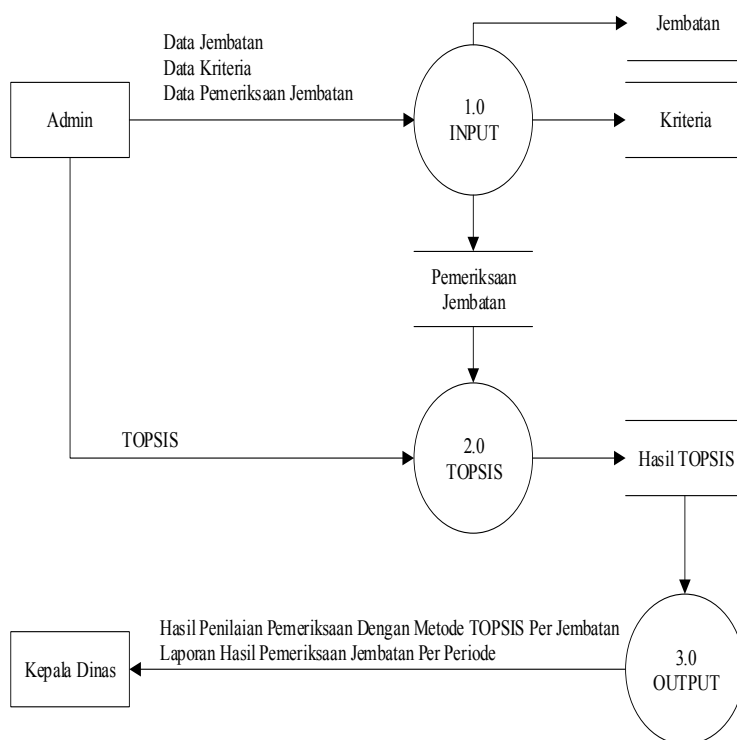 Jembatan
Data Jembatan
Data Kriteria
Data Pemeriksaan Jembatan
Admin
1.0
INPUT
Kriteria
Pemeriksaan
Jembatan
TOPSIS
2.0
TOPSIS
Hasil TOPSIS
Hasil Penilaian Pemeriksaan Dengan Metode TOPSIS Per Jembatan
Laporan Hasil Pemeriksaan Jembatan Per Periode
Kepala Dinas
3.0
OUTPUT